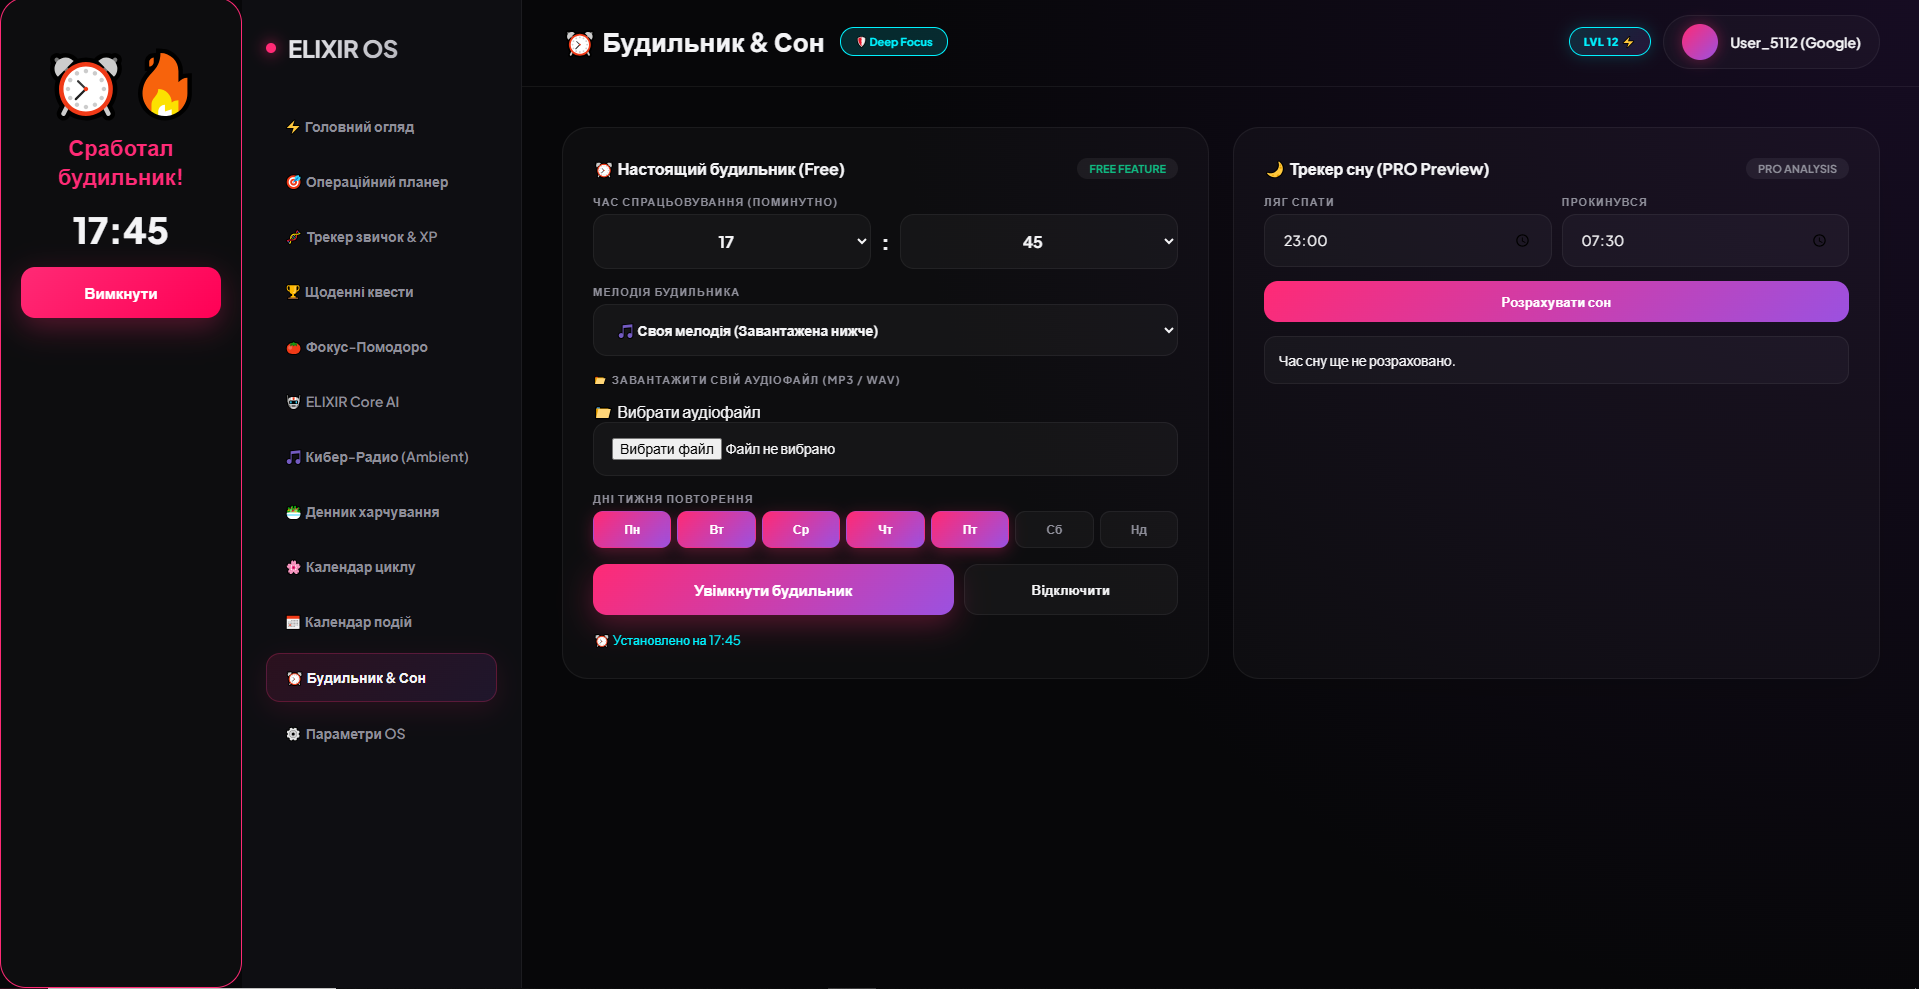 Сработал
будильник!
17:45
Вимкнути
ELIXIR OS
Головний огляд
Операційний планер
Трекер звичок & XP
Щоденні квести
Фокус-Помодоро
ELIXIR Core AI
Кибер-Радио (Ambient)
Денник харчування
Календар циклу
Календар подій
Будильник & Сон
Параметри OS
Будильник & Сон
Deep Focus
LVL 12
User_5112 (Google)
Настоящий будильник (Free)
FREE FEATURE
ЧАС СПРАЦЬОВУВАННЯ (ПОМИНУТНО)
17 : 45
МЕЛОДІЯ БУДИЛЬНИКА
Своя мелодія (Завантажена нижче)
ЗАВАНТАЖИТИ СВІЙ АУДІОФАЙЛ (MP3 / WAV)
Вибрати аудіофайл
Вибрати файл Файл не вибрано
ДНІ ТИЖНЯ ПОВТОРЕННЯ
Пн Вт Ср Чт Пт Сб Нд
Увімкнути будильник
Відключити
Установлено на 17:45
Трекер сну (PRO Preview)
PRO ANALYSIS
ЛЯГ СПАТИ
ПРОКИНУВСЯ
23:00
07:30
Розрахувати сон
Час сну ще не розраховано.